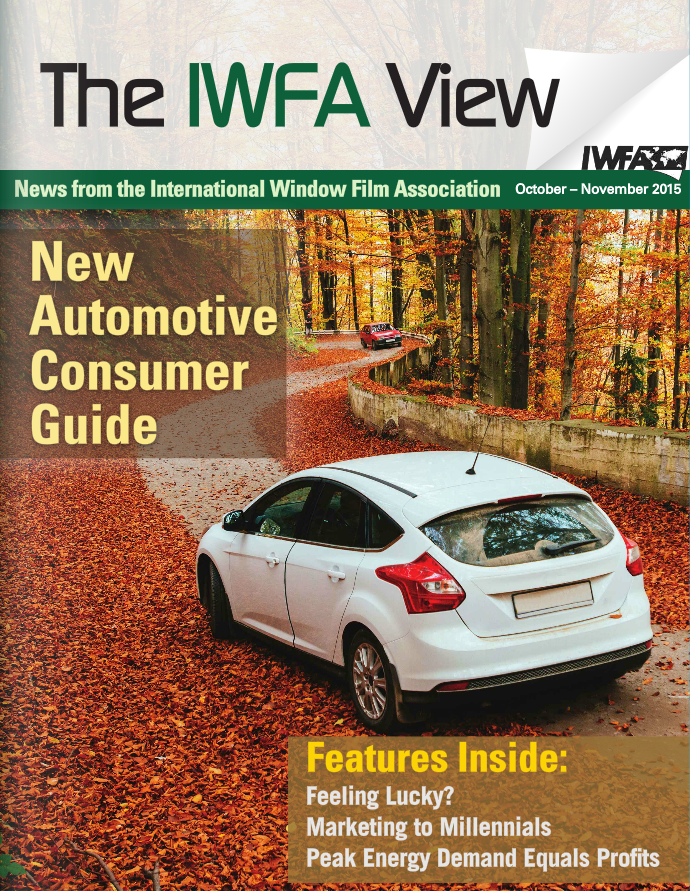 The IWFA View
IWFA
News from the International Window Film Association
October – November 2015
New
Automotive
Consumer
Guide
Features Inside:
Feeling Lucky?
Marketing to Millennials
Peak Energy Demand Equals Profits